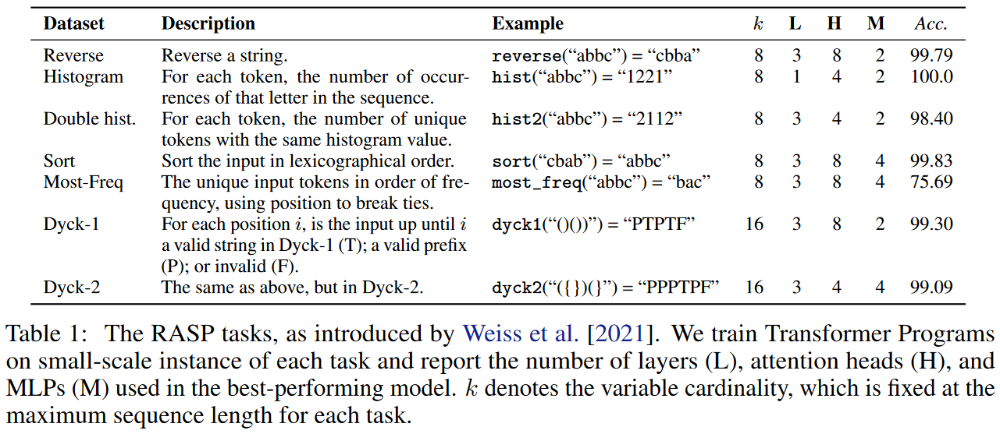 Dataset Description Example k L H M Acc.
Reverse Reverse a string. reverse(“abbc”) = “cbba” 8 3 8 2 99.79
Histogram For each token, the number of occur- hist(“abbc”) = “1221” 8 1 4 2 100.0
rences of that letter in the sequence.
Double hist. For each token, the number of unique hist2(“abbc”) = “2112” 8 3 4 2 98.40
tokens with the same histogram value.
Sort Sort the input in lexicographical order. sort(“cbab”) = “abbc” 8 3 8 4 99.83
Most-Freq The unique input tokens in order of fre- most_freq(“abbc”) = “bac” 8 3 8 4 75.69
quency, using position to break ties.
Dyck-1 For each position i, is the input up until i dyck1(“()())”) = “PTPTF” 16 3 8 2 99.30
a valid string in Dyck-1 (T); a valid prefix
(P); or invalid (F).
Dyck-2 The same as above, but in Dyck-2. dyck2(“({})(}”) = “PPPTPF” 16 3 4 4 99.09
Table 1: The RASP tasks, as introduced by Weiss et al. [2021]. We train Transformer Programs
on small-scale instance of each task and report the number of layers (L), attention heads (H), and
MLPs (M) used in the best-performing model. k denotes the variable cardinality, which is fixed at the
maximum sequence length for each task.